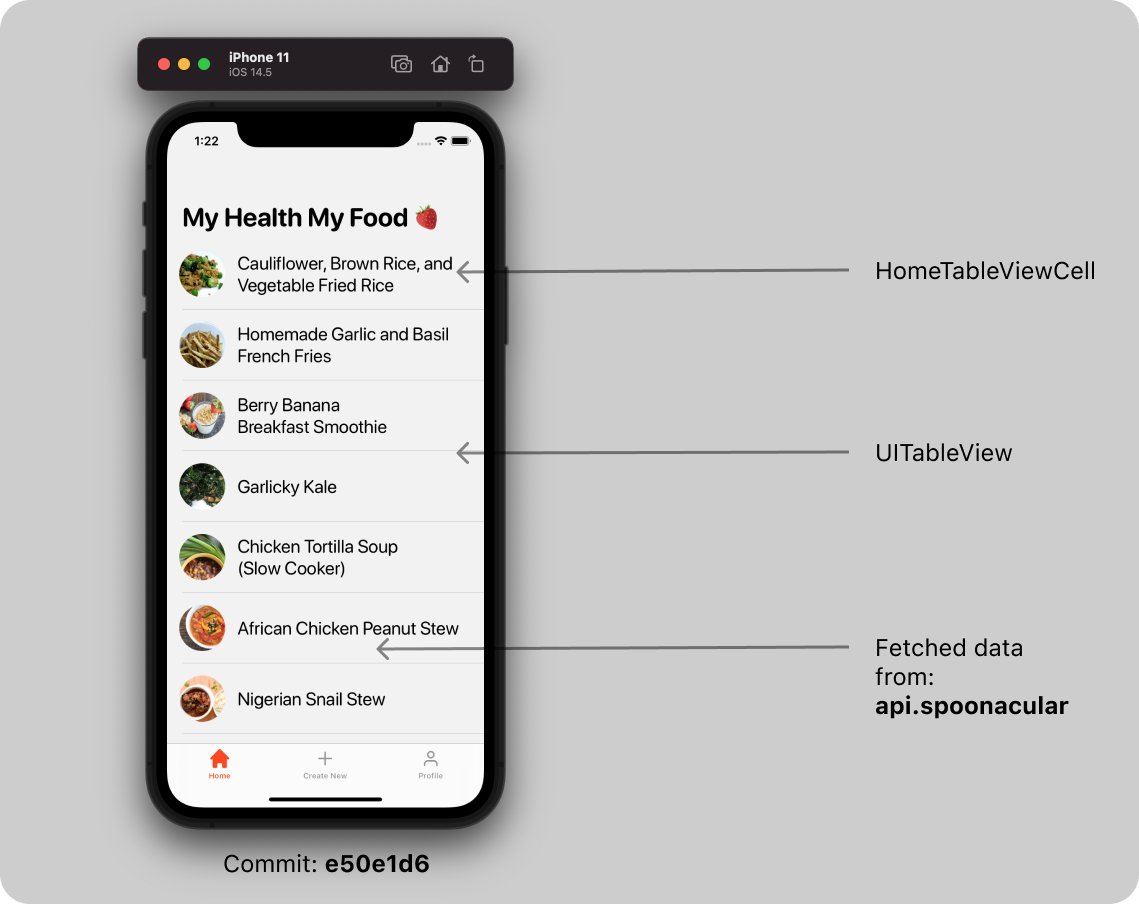 iPhone 11
iOS 14.5
1:22
My Health My Food 🍓
Cauliflower, Brown Rice, and
Vegetable Fried Rice
HomeTableViewCell
Homemade Garlic and Basil
French Fries
Berry Banana
Breakfast Smoothie
UITableView
Garlicky Kale
Chicken Tortilla Soup
(Slow Cooker)
African Chicken Peanut Stew
Fetched data
from:
api.spoonacular
Nigerian Snail Stew
Home
Create New
Profile
Commit: e50e1d6